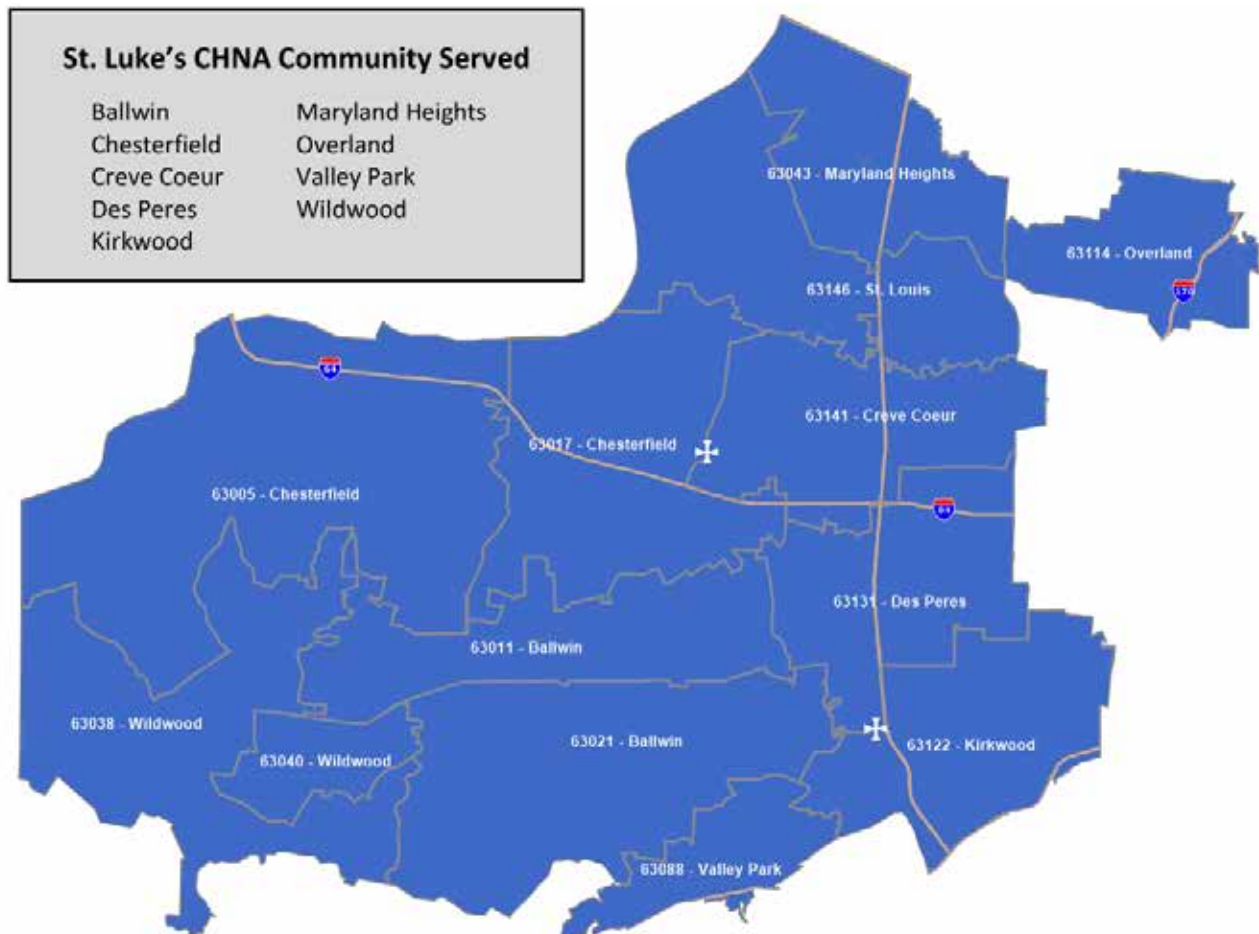 St. Luke's CHNA Community Served
Ballwin
Chesterfield
Creve Coeur
Des Peres
Kirkwood
Maryland Heights
Overland
Valley Park
Wildwood
63043 - Maryland Heights
63114 - Overland
170
63146 - St. Louis
64
63141 - Creve Coeur
63017 - Chesterfield
63005 - Chesterfield
64
63131 - Des Peres
63011 - Ballwin
63038 - Wildwood
63021 - Ballwin
63122 - Kirkwood
63040 - Wildwood
63088 - Valley Park